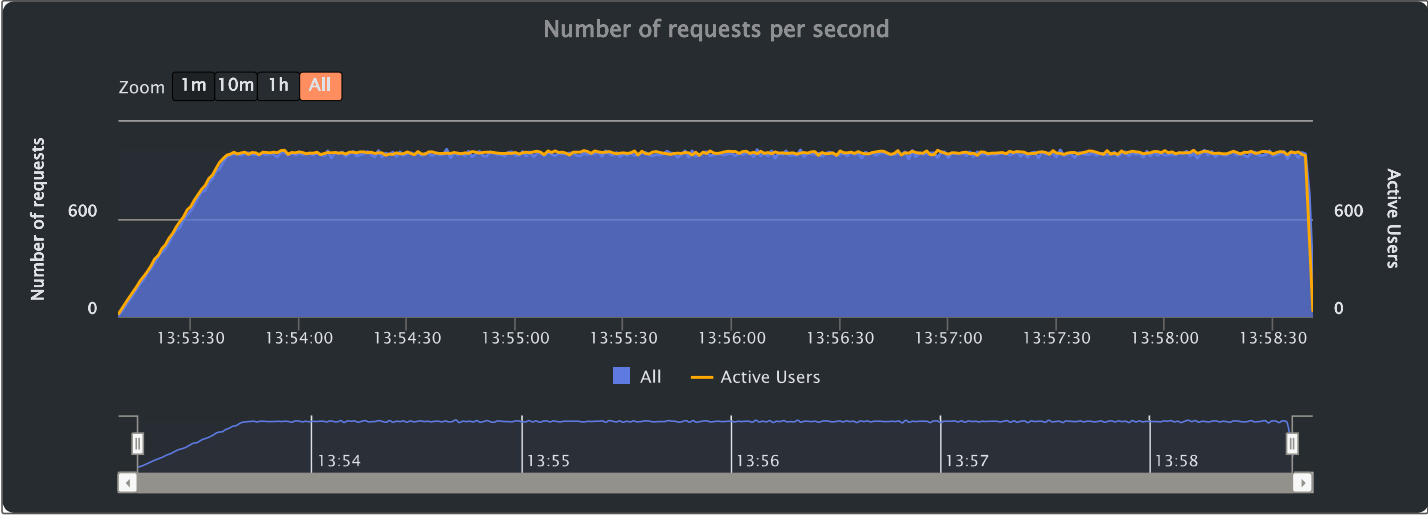 Number of requests per second
Zoom 1m 10m 1h All
Number of requests
600
0
600
0
Active Users
13:53:30 13:54:00 13:54:30 13:55:00 13:55:30 13:56:00 13:56:30 13:57:00 13:57:30 13:58:00 13:58:30
All Active Users
13:54 13:55 13:56 13:57 13:58